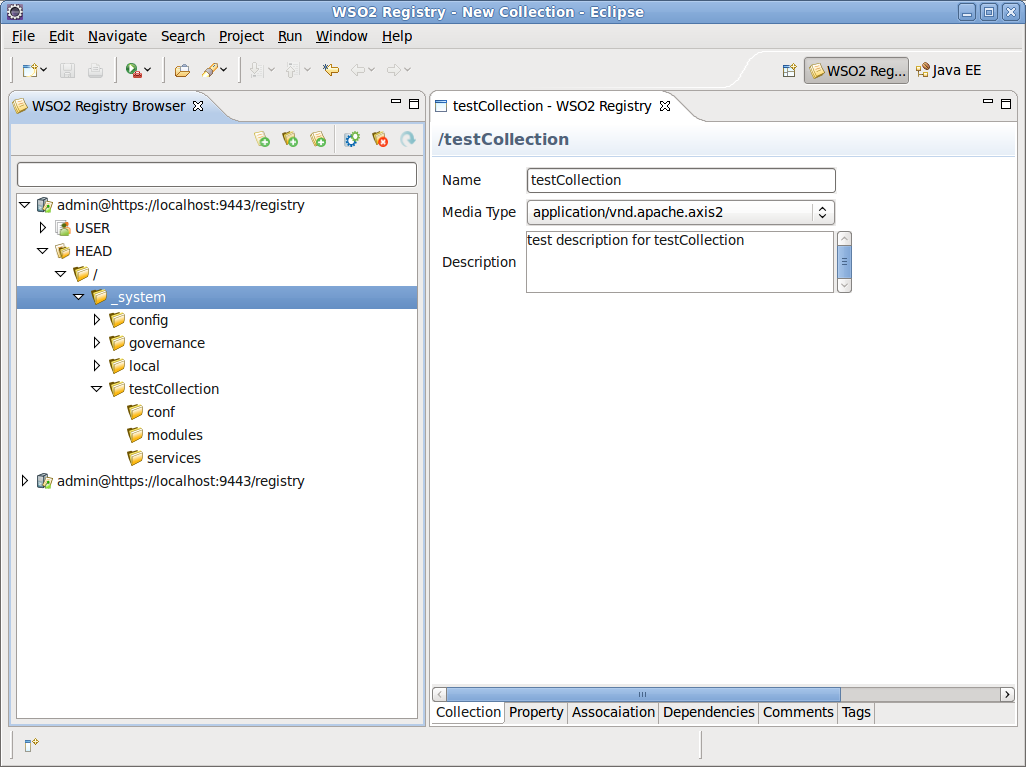 WSO2 Registry - New Collection - Eclipse
File Edit Navigate Search Project Run Window Help
WSO2 Reg... Java EE
WSO2 Registry Browser
testCollection - WSO2 Registry
/testCollection
Name testCollection
Media Type application/vnd.apache.axis2
Description test description for testCollection
admin@https://localhost:9443/registry
USER
HEAD
/
_system
config
governance
local
testCollection
conf
modules
services
admin@https://localhost:9443/registry
Collection Property Assocaiation Dependencies Comments Tags